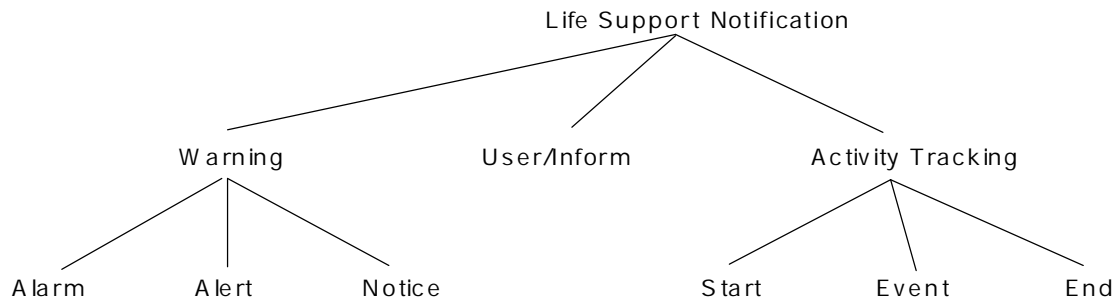 Life Support Notification
Warning User/Inform Activity Tracking
Alarm Alert Notice Start Event End